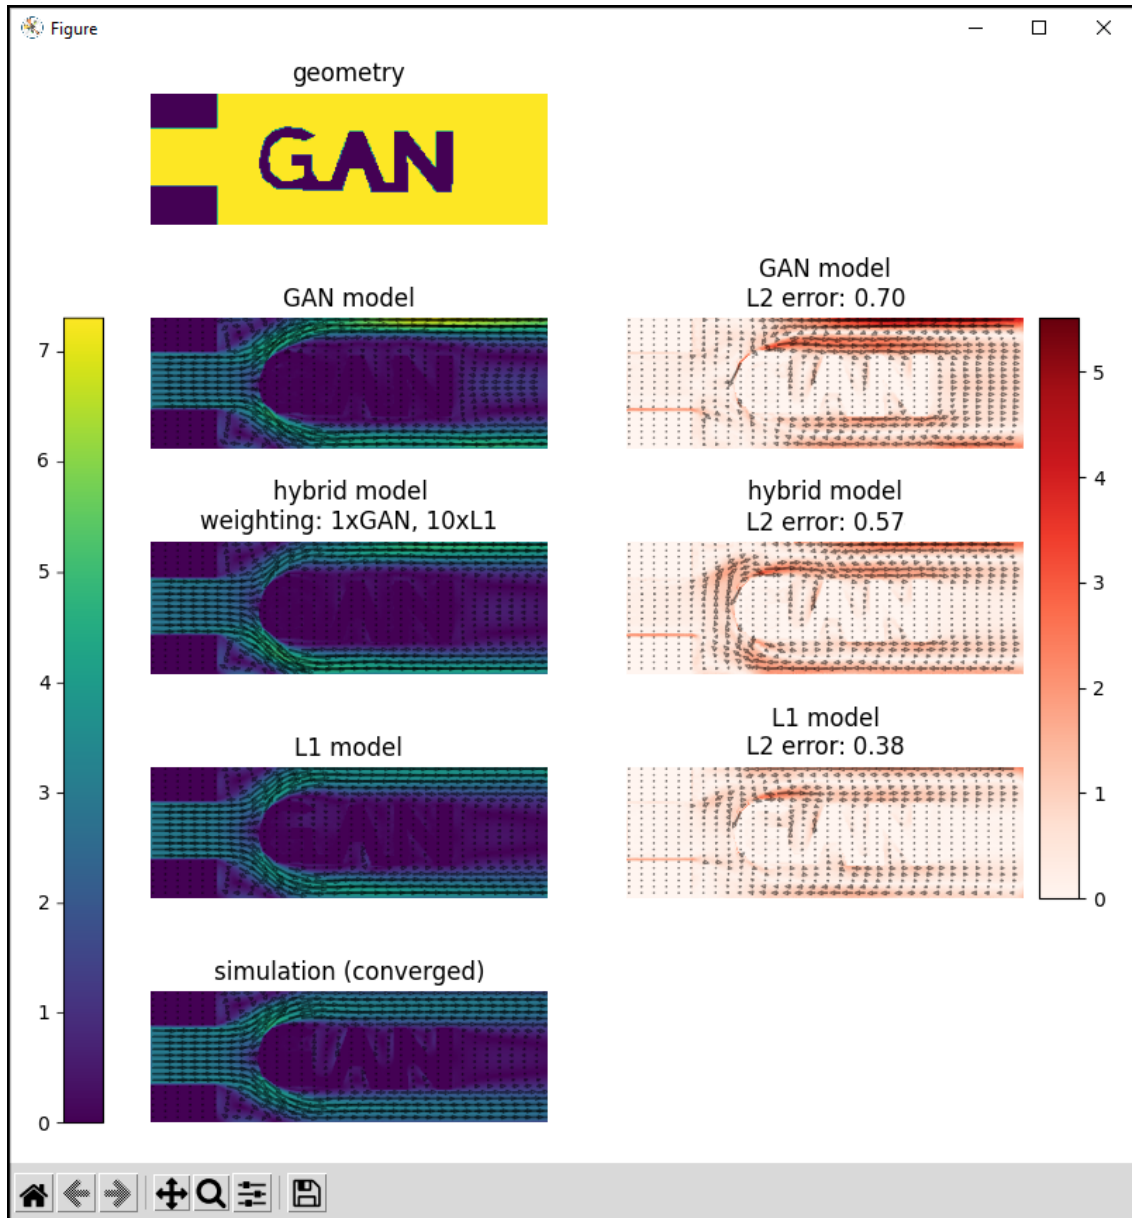 Figure
geometry
GAN
GAN model
GAN model
L2 error: 0.70
7
6
5
4
3
2
1
0
5
4
3
2
1
0
hybrid model
weighting: 1xGAN, 10xL1
hybrid model
L2 error: 0.57
L1 model
L1 model
L2 error: 0.38
simulation (converged)